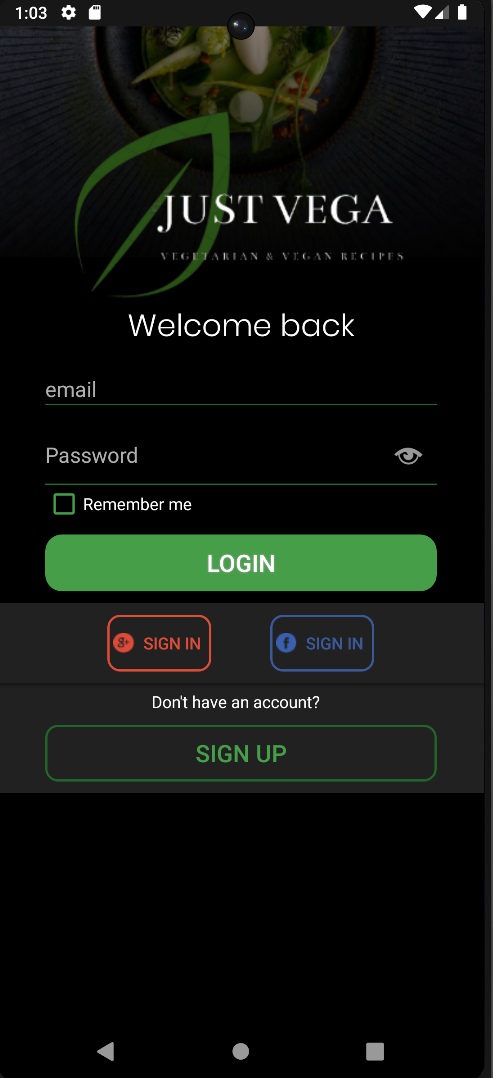 1:03
JUST VEGA
VEGETARIAN & VEGAN RECIPES
Welcome back
email
Password
Remember me
LOGIN
g+ SIGN IN
f SIGN IN
Don't have an account?
SIGN UP